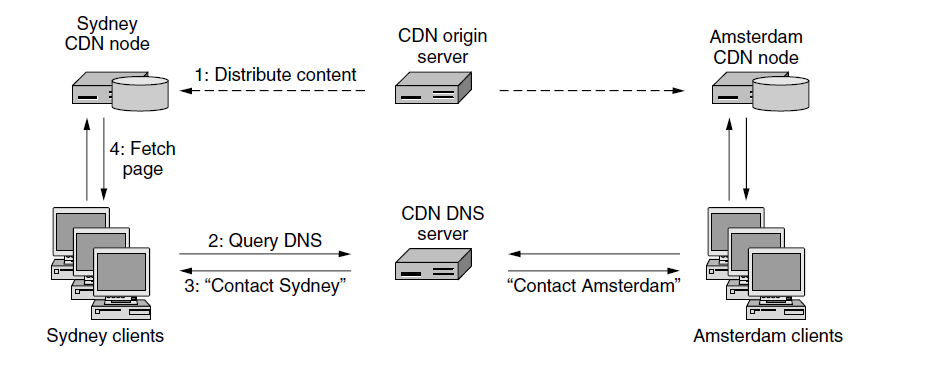 Sydney
CDN node
CDN origin
server
Amsterdam
CDN node
1: Distribute content
4: Fetch
page
CDN DNS
server
2: Query DNS
3: “Contact Sydney”
“Contact Amsterdam”
Sydney clients
Amsterdam clients